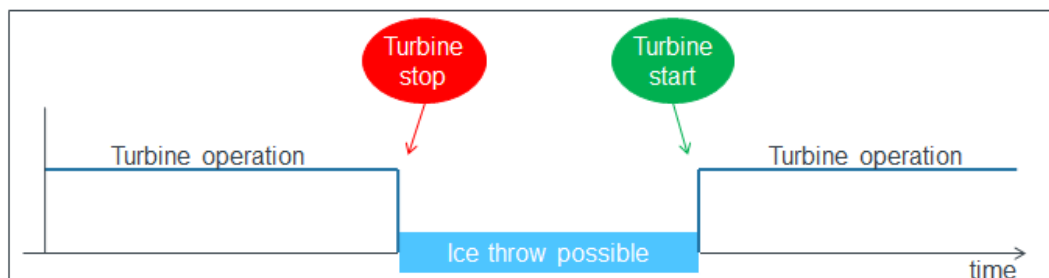 Turbine
stop
Turbine
start
Turbine operation
Turbine operation
Ice throw possible
time